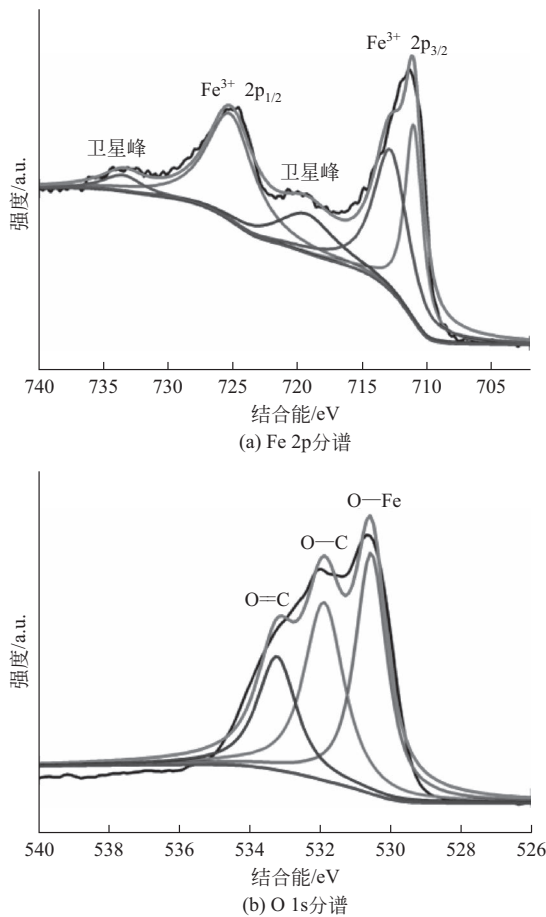 Fe³⁺ 2p₃/₂
Fe³⁺ 2p₁/₂
卫星峰
卫星峰
强度/a.u.
740 735 730 725 720 715 710 705
结合能/eV
(a) Fe 2p分谱
O—Fe
O—C
O=C
强度/a.u.
540 538 536 534 532 530 528 526
结合能/eV
(b) O 1s分谱